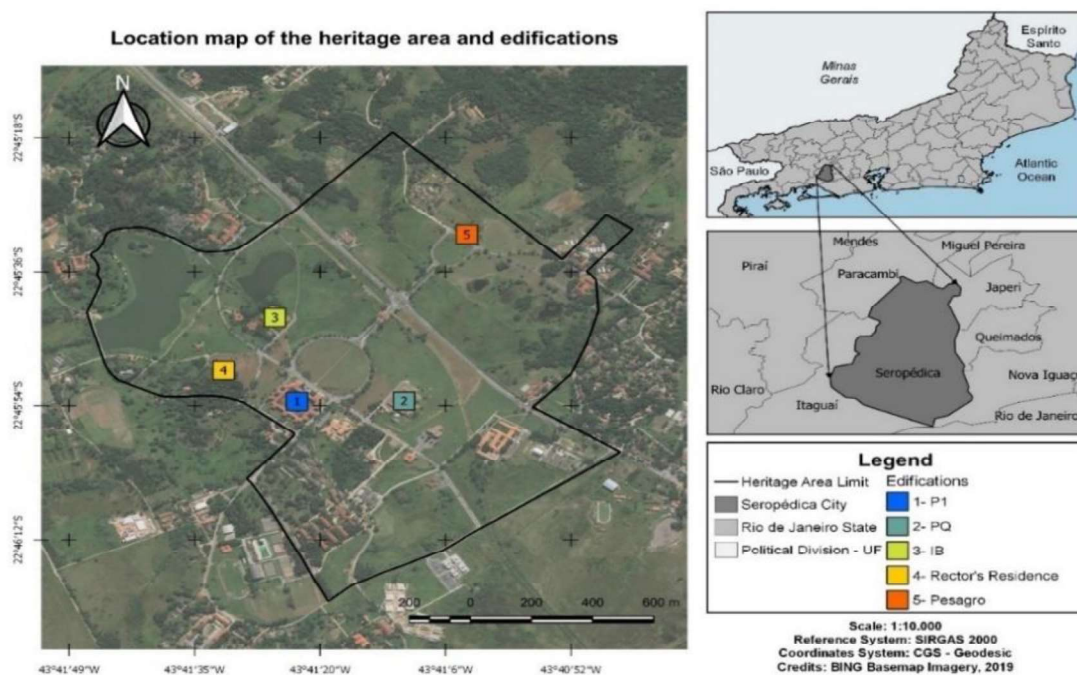 Location map of the heritage area and edifications
N
22°45'18"S
22°45'36"S
22°45'54"S
22°46'12"S
43°41'49"W
43°41'35"W
43°41'20"W
43°41'6"W
43°40'52"W
1
2
3
4
5
200 0 200 400 600 m
Espírito
Santo
Minas
Gerais
São Paulo
Atlantic
Ocean
Mendes
Miguel Pereira
Piraí
Paracambi
Japeri
Queimados
Seropédica
Nova Iguaç
Rio Claro
Itaguaí
Rio de Janeiro
Legend
Heritage Area Limit
Seropédica City
Rio de Janeiro State
Political Division - UF
Edifications
1- P1
2- PQ
3- IB
4- Rector's Residence
5- Pesagro
Scale: 1:10.000
Reference System: SIRGAS 2000
Coordinates System: CGS - Geodesic
Credits: BING Basemap Imagery, 2019